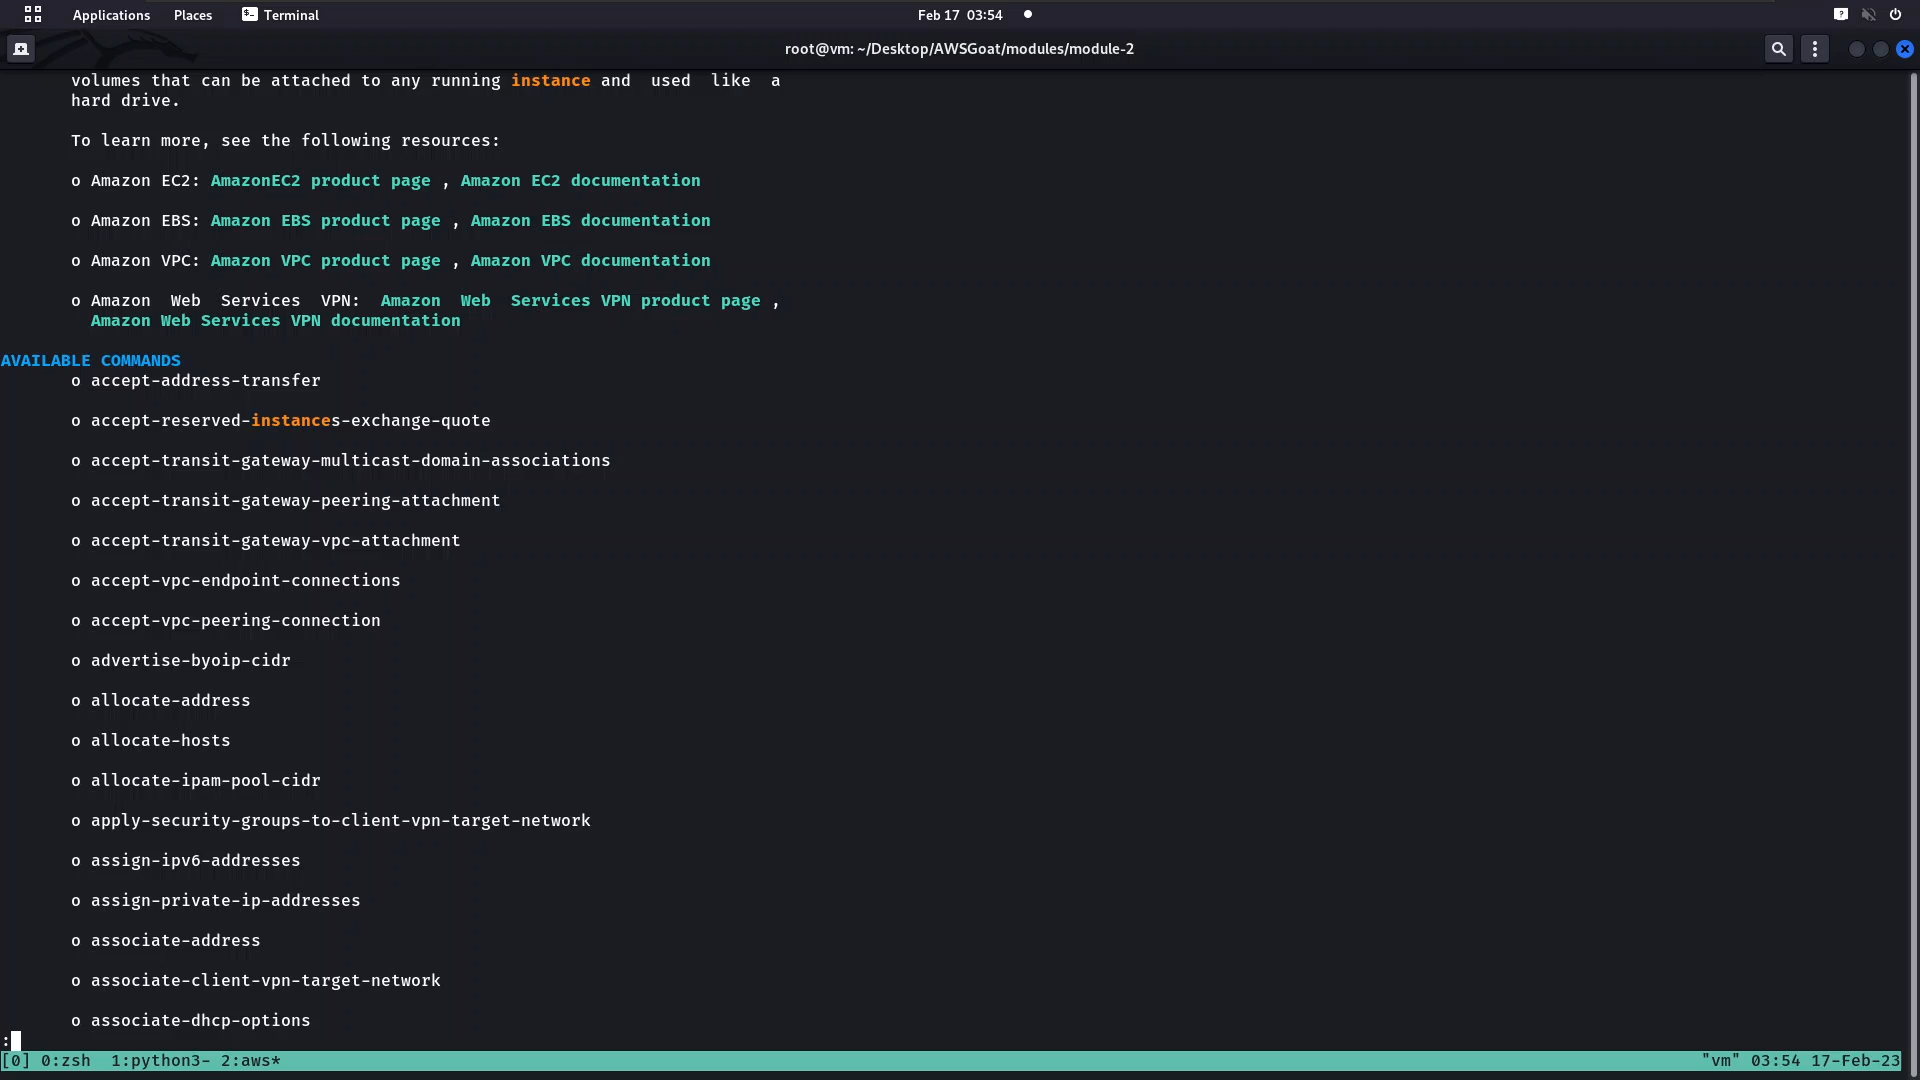 Applications Places Terminal Feb 17 03:54
root@vm: ~/Desktop/AWSGoat/modules/module-2
volumes that can be attached to any running instance and used like a
hard drive.
To learn more, see the following resources:
o Amazon EC2: AmazonEC2 product page , Amazon EC2 documentation
o Amazon EBS: Amazon EBS product page , Amazon EBS documentation
o Amazon VPC: Amazon VPC product page , Amazon VPC documentation
o Amazon Web Services VPN: Amazon Web Services VPN product page ,
Amazon Web Services VPN documentation
AVAILABLE COMMANDS
o accept-address-transfer
o accept-reserved-instances-exchange-quote
o accept-transit-gateway-multicast-domain-associations
o accept-transit-gateway-peering-attachment
o accept-transit-gateway-vpc-attachment
o accept-vpc-endpoint-connections
o accept-vpc-peering-connection
o advertise-byoip-cidr
o allocate-address
o allocate-hosts
o allocate-ipam-pool-cidr
o apply-security-groups-to-client-vpn-target-network
o assign-ipv6-addresses
o assign-private-ip-addresses
o associate-address
o associate-client-vpn-target-network
o associate-dhcp-options
:
[0] 0:zsh 1:python3- 2:aws* "vm" 03:54 17-Feb-23